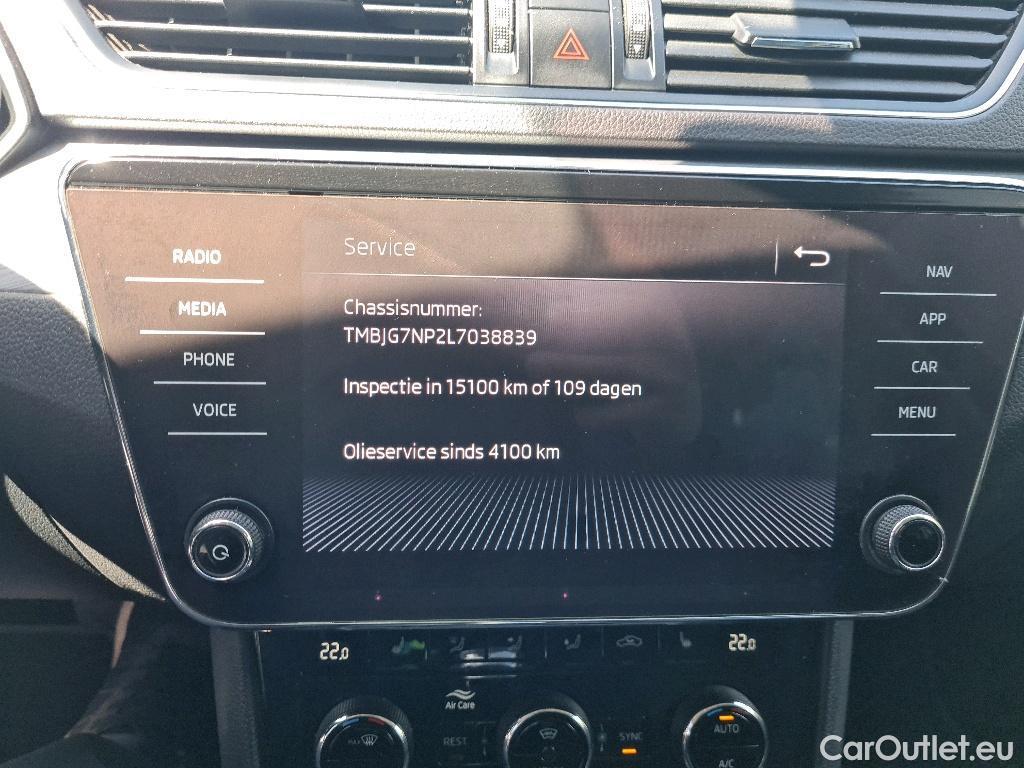 Service
RADIO
MEDIA
PHONE
VOICE
Chassisnummer:
TMBJG7NP2L7038839
Inspectie in 15100 km of 109 dagen
Olieservice sinds 4100 km
NAV
APP
CAR
MENU
22.0
22.0
Air Care
MAX
REST
SYNC
AUTO
A/C
CarOutlet.eu